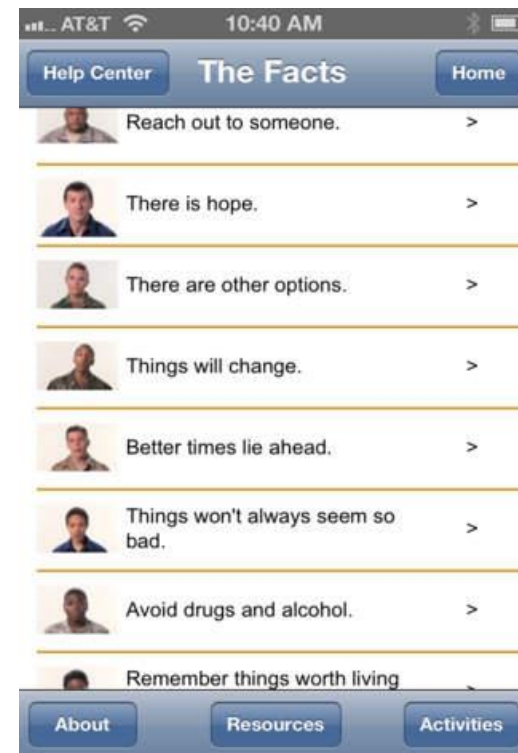 AT&T 10:40 AM
Help Center The Facts Home
Reach out to someone. >
There is hope. >
There are other options. >
Things will change. >
Better times lie ahead. >
Things won't always seem so
bad. >
Avoid drugs and alcohol. >
Remember things worth living
About Resources Activities